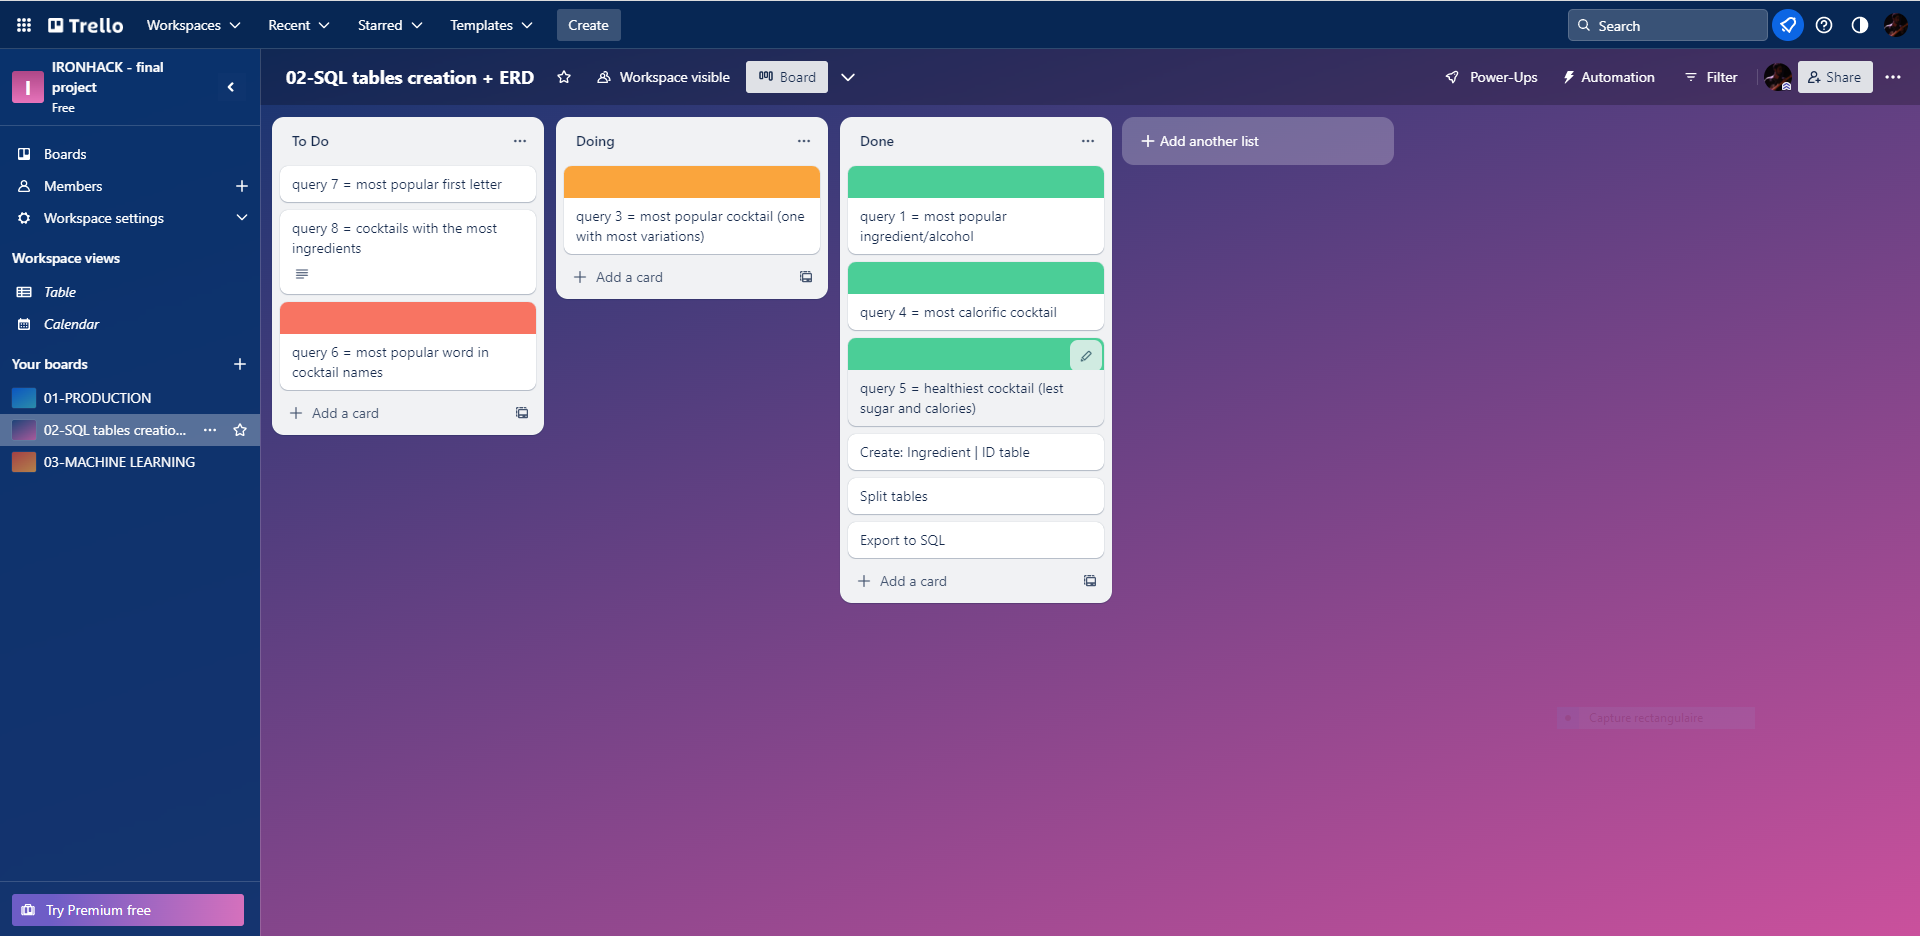 Trello
Workspaces
Recent
Starred
Templates
Create
Search
I
IRONHACK - final
project
Free
Boards
Members
Workspace settings
Workspace views
Table
Calendar
Your boards
01-PRODUCTION
02-SQL tables creatio...
03-MACHINE LEARNING
Try Premium free
02-SQL tables creation + ERD
Workspace visible
Board
Power-Ups
Automation
Filter
Share
To Do
query 7 = most popular first letter
query 8 = cocktails with the most
ingredients
query 6 = most popular word in
cocktail names
Add a card
Doing
query 3 = most popular cocktail (one
with most variations)
Add a card
Done
query 1 = most popular
ingredient/alcohol
query 4 = most calorific cocktail
query 5 = healthiest cocktail (lest
sugar and calories)
Create: Ingredient | ID table
Split tables
Export to SQL
Add a card
Add another list
Capture rectangulaire